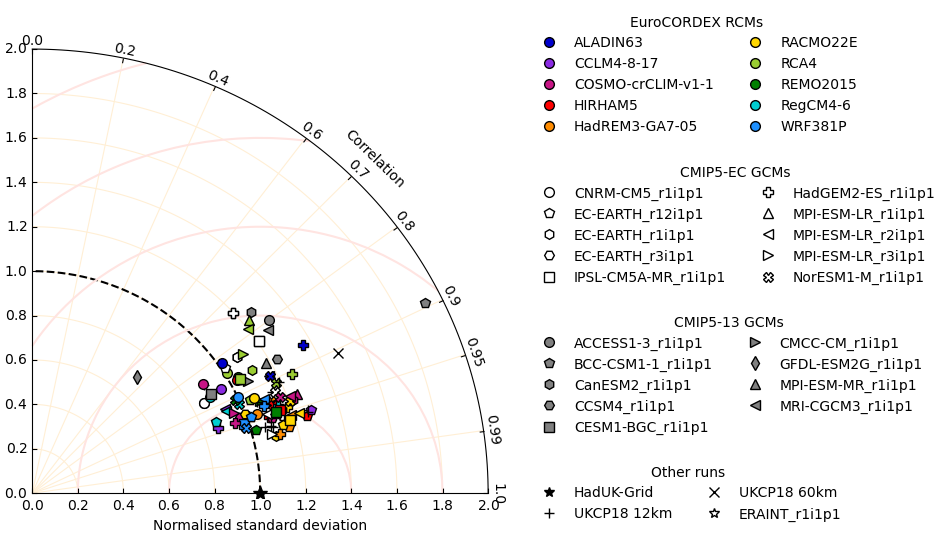 EuroCORDEX RCMs
ALADIN63
CCLM4-8-17
COSMO-crCLIM-v1-1
HIRHAM5
HadREM3-GA7-05
RACMO22E
RCA4
REMO2015
RegCM4-6
WRF381P
CMIP5-EC GCMs
CNRM-CM5_r1i1p1
EC-EARTH_r12i1p1
EC-EARTH_r1i1p1
EC-EARTH_r3i1p1
IPSL-CM5A-MR_r1i1p1
HadGEM2-ES_r1i1p1
MPI-ESM-LR_r1i1p1
MPI-ESM-LR_r2i1p1
MPI-ESM-LR_r3i1p1
NorESM1-M_r1i1p1
CMIP5-13 GCMs
ACCESS1-3_r1i1p1
BCC-CSM1-1_r1i1p1
CanESM2_r1i1p1
CCSM4_r1i1p1
CESM1-BGC_r1i1p1
CMCC-CM_r1i1p1
GFDL-ESM2G_r1i1p1
MPI-ESM-MR_r1i1p1
MRI-CGCM3_r1i1p1
Other runs
HadUK-Grid
UKCP18 12km
UKCP18 60km
ERAINT_r1i1p1
2.0
1.8
1.6
1.4
1.2
1.0
0.8
0.6
0.4
0.2
0.0
0.0
0.2
0.4
0.6
0.8
1.0
1.2
1.4
1.6
1.8
2.0
Normalised standard deviation
0.0
0.2
0.4
0.6
0.7
0.8
0.9
0.95
0.99
1.0
Correlation